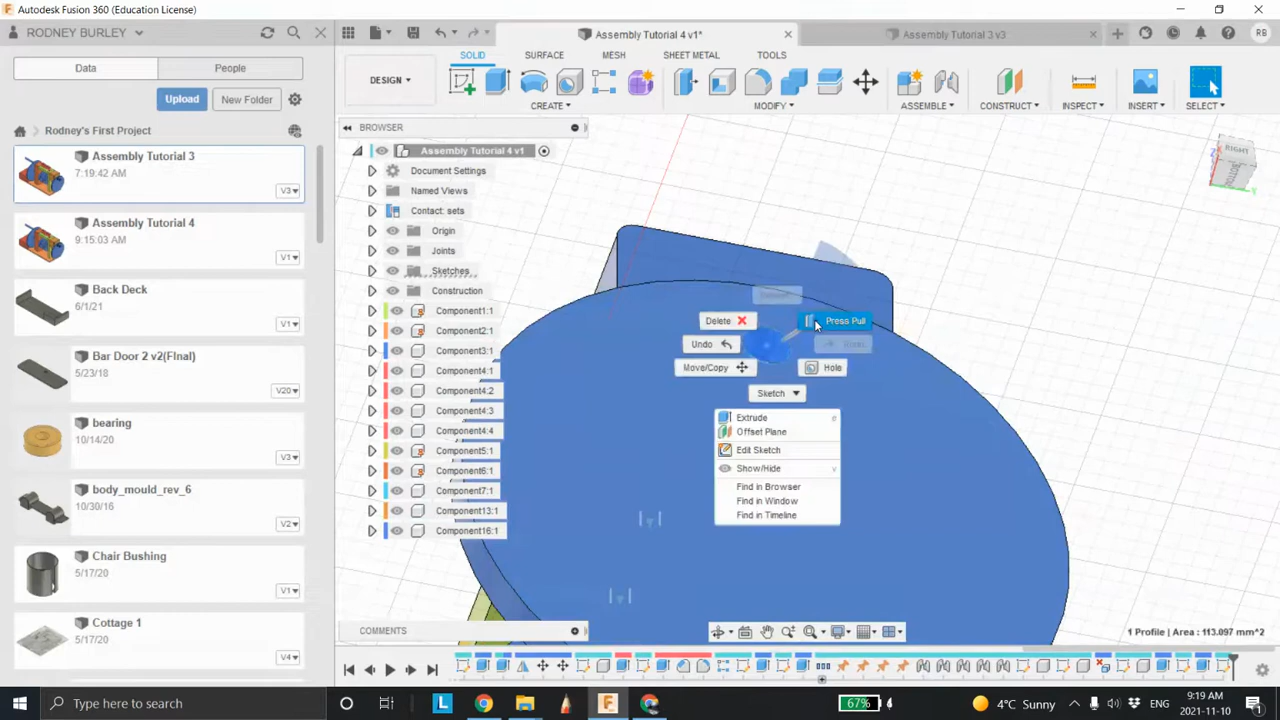 Autodesk Fusion 360 (Education License)
RODNEY BURLEY
Data
People
Upload
New Folder
Rodney's First Project
Assembly Tutorial 3
7:19:42 AM
V3
Assembly Tutorial 4
9:15:03 AM
V1
Back Deck
6/1/21
V1
Bar Door 2 v2(FInal)
5/23/18
V20
bearing
10/14/20
V3
body_mould_rev_6
10/30/16
V2
Chair Bushing
5/17/20
V1
Cottage 1
5/17/20
V4
Assembly Tutorial 4 v1*
Assembly Tutorial 3 v3
RB
SOLID
SURFACE
MESH
SHEET METAL
TOOLS
DESIGN
CREATE
MODIFY
ASSEMBLE
CONSTRUCT
INSPECT
INSERT
SELECT
BROWSER
Assembly Tutorial 4 v1
Document Settings
Named Views
Contact: sets
Origin
Joints
Sketches
Construction
Component1:1
Component2:1
Component3:1
Component4:1
Component4:2
Component4:3
Component4:4
Component5:1
Component6:1
Component7:1
Component13:1
Component16:1
RIGHT
Z
Y
Delete
Press Pull
Undo
Move/Copy
Hole
Sketch
Extrude e
Offset Plane
Edit Sketch
Show/Hide v
Find in Browser
Find in Window
Find in Timeline
COMMENTS
1 Profile | Area : 113.097 mm^2
Type here to search
67%
4°C Sunny
ENG
9:19 AM
2021-11-10
1